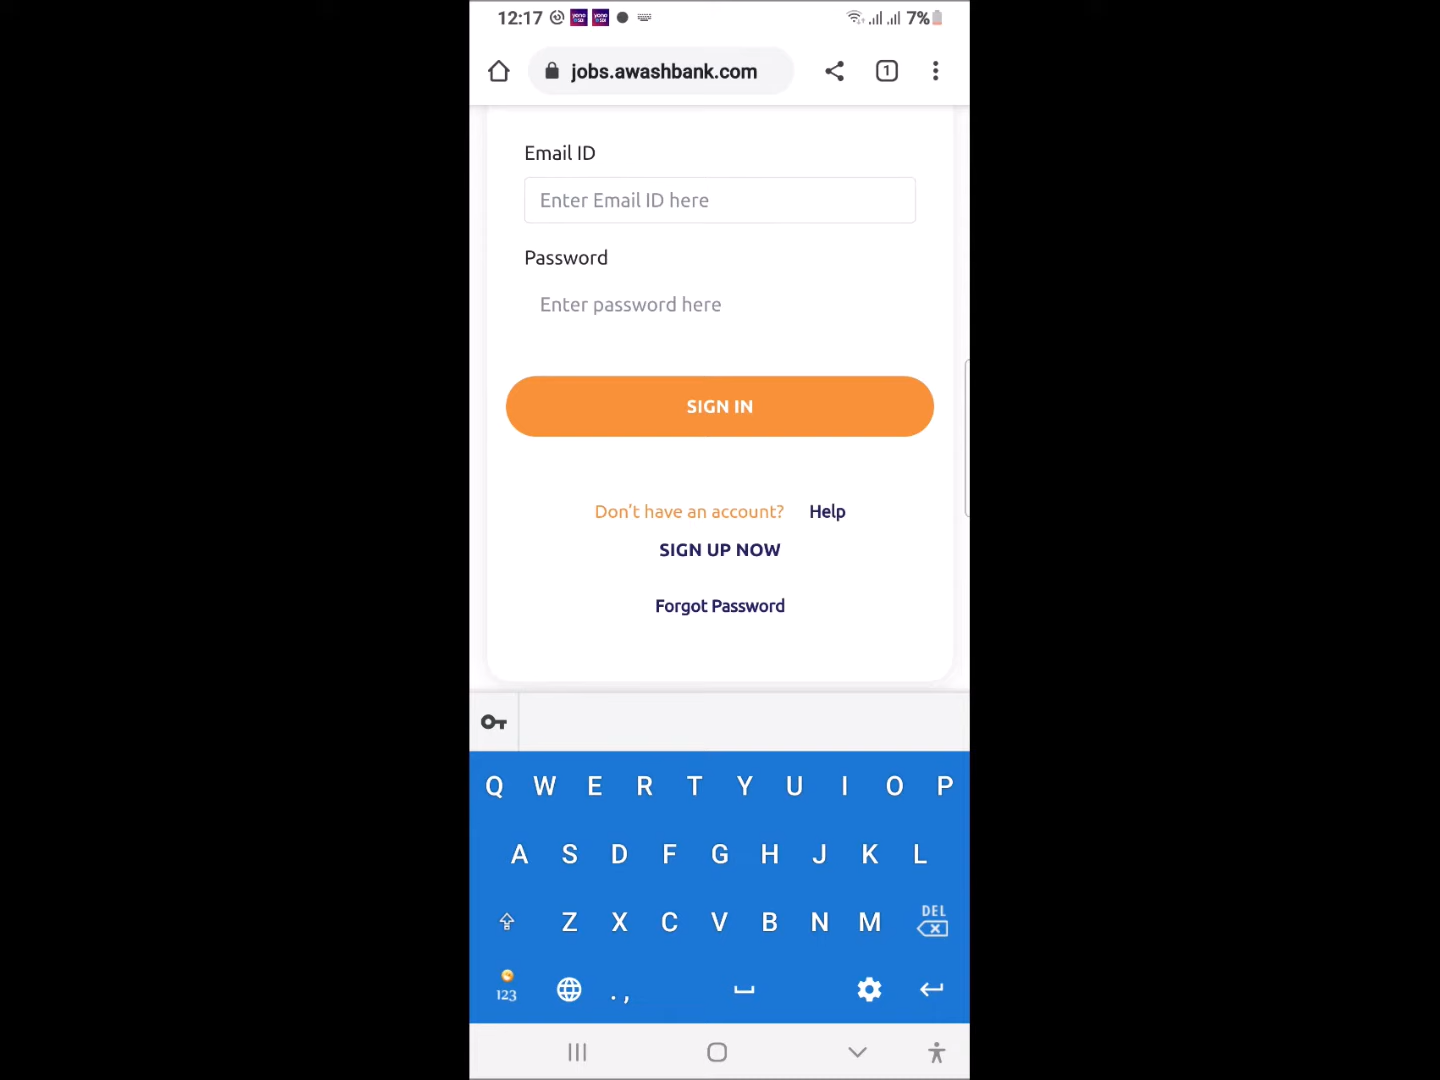 12:17 7%
jobs.awashbank.com 1
Email ID
Enter Email ID here
Password
Enter password here
SIGN IN
Don't have an account? Help
SIGN UP NOW
Forgot Password
Q W E R T Y U I O P
A S D F G H J K L
Z X C V B N M DEL
123 . ,